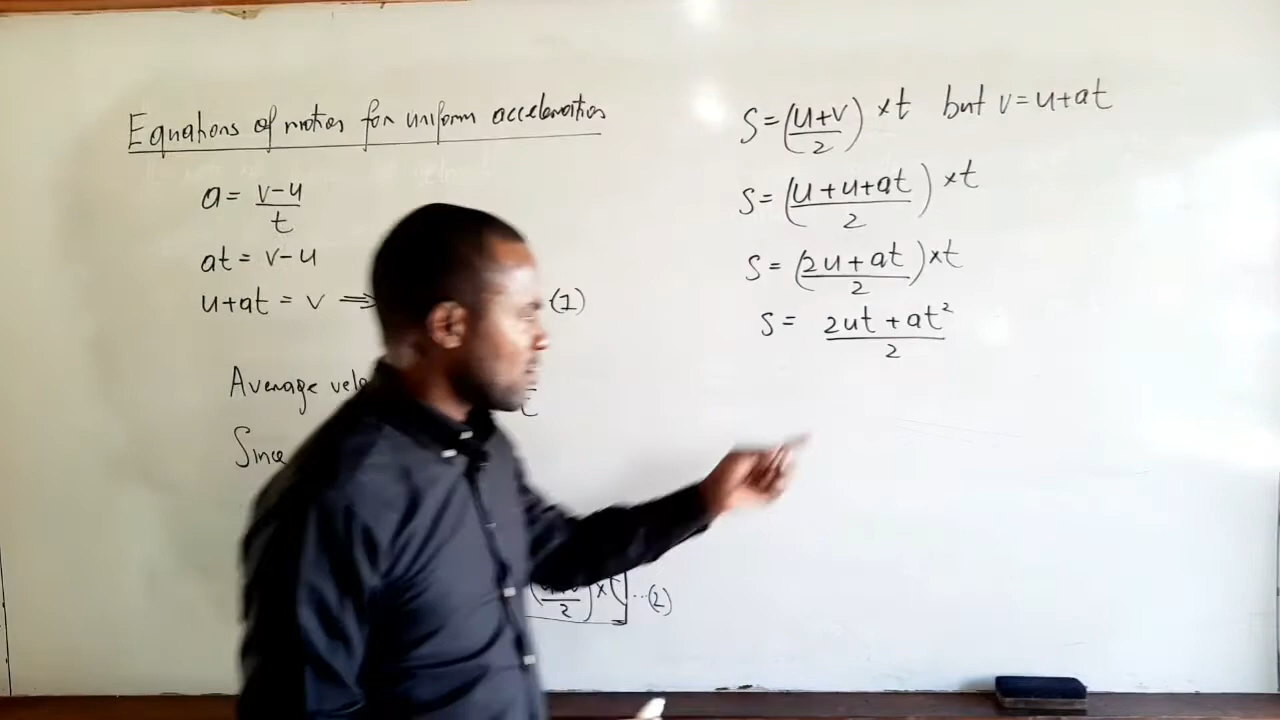 Equations of motion for uniform acceleration
a = v-u/t
at = v-u
u+at = v ⇒ (1)
Average
Since
×t ...(2)
S = (u+v/2) ×t but v = u+at
S = (u+u+at/2) ×t
S = (2u+at/2) ×t
S = 2ut+at²/2